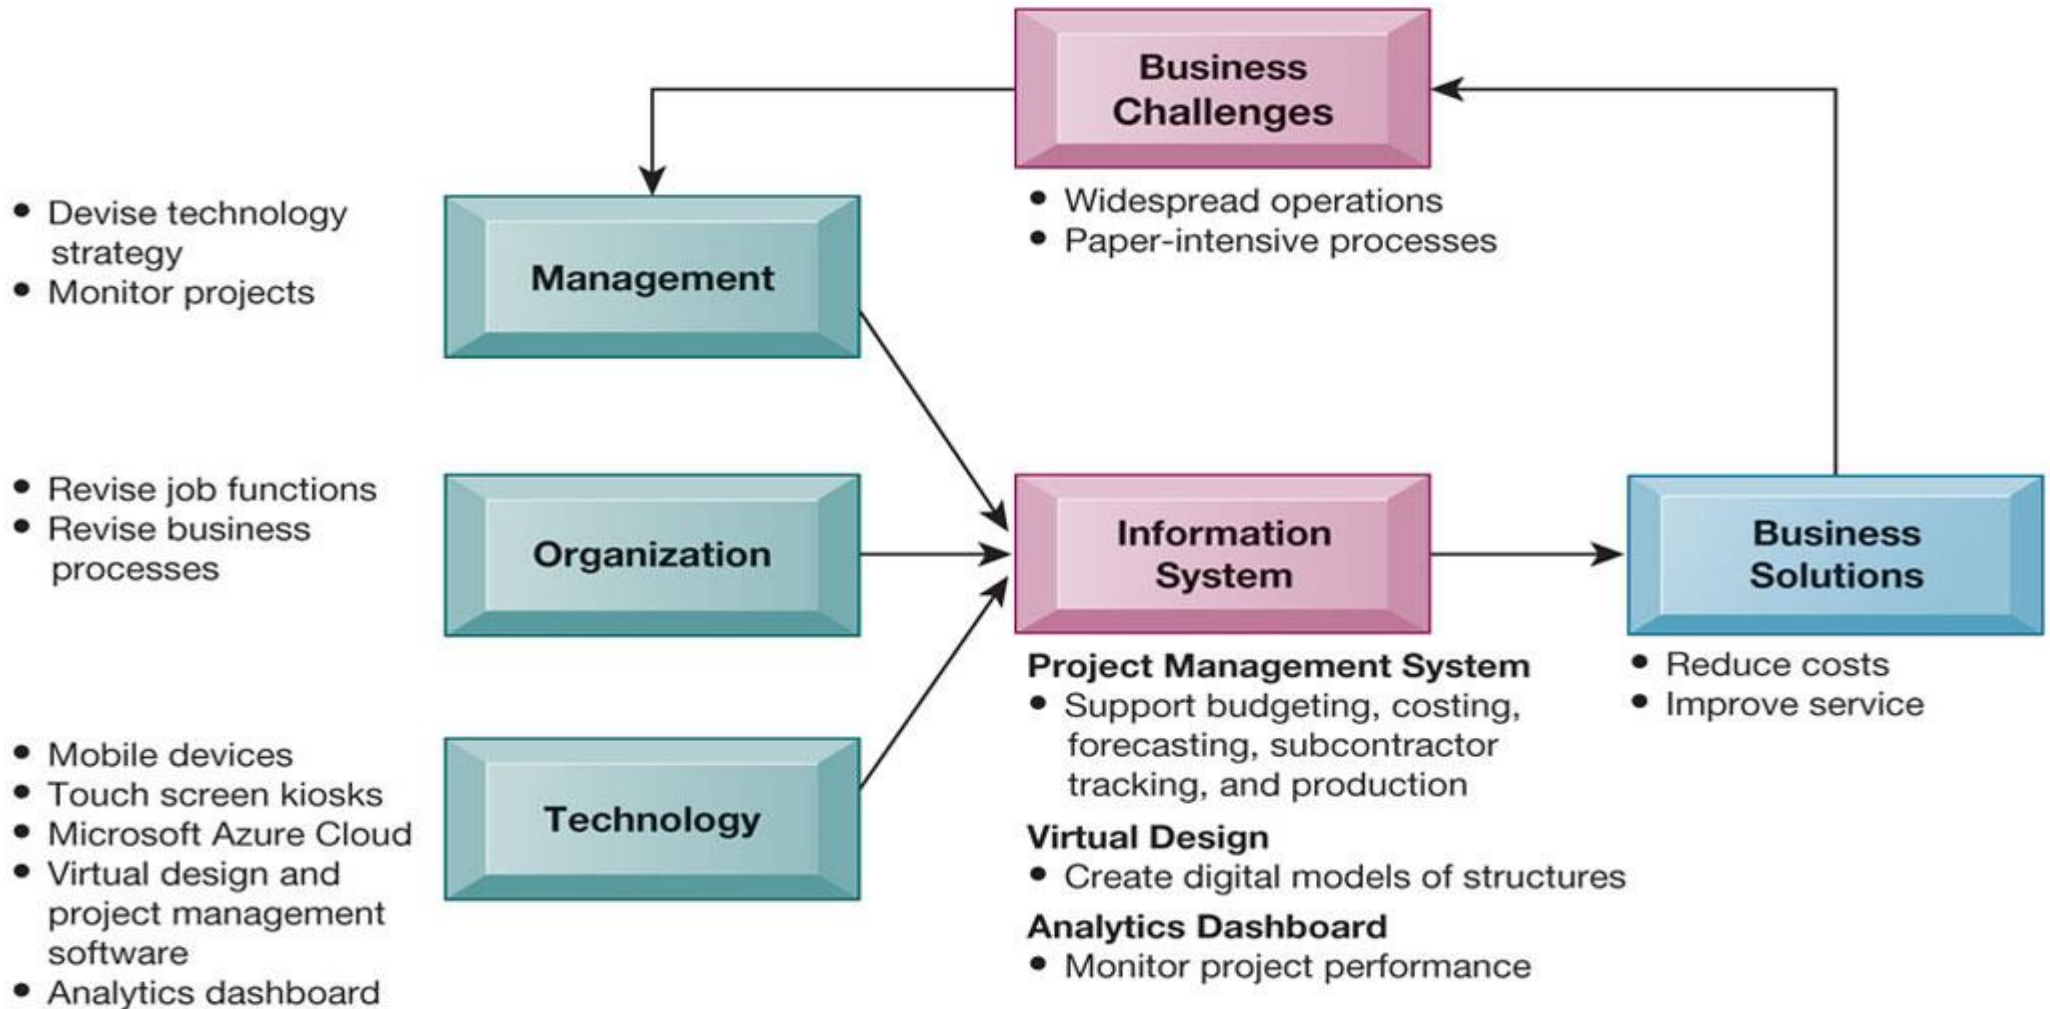 Business
Challenges
• Widespread operations
• Paper-intensive processes
• Devise technology
strategy
• Monitor projects
Management
• Revise job functions
• Revise business
processes
Organization
Information
System
Business
Solutions
Project Management System
• Support budgeting, costing,
forecasting, subcontractor
tracking, and production
Virtual Design
• Create digital models of structures
Analytics Dashboard
• Monitor project performance
• Reduce costs
• Improve service
• Mobile devices
• Touch screen kiosks
• Microsoft Azure Cloud
• Virtual design and
project management
software
• Analytics dashboard
Technology